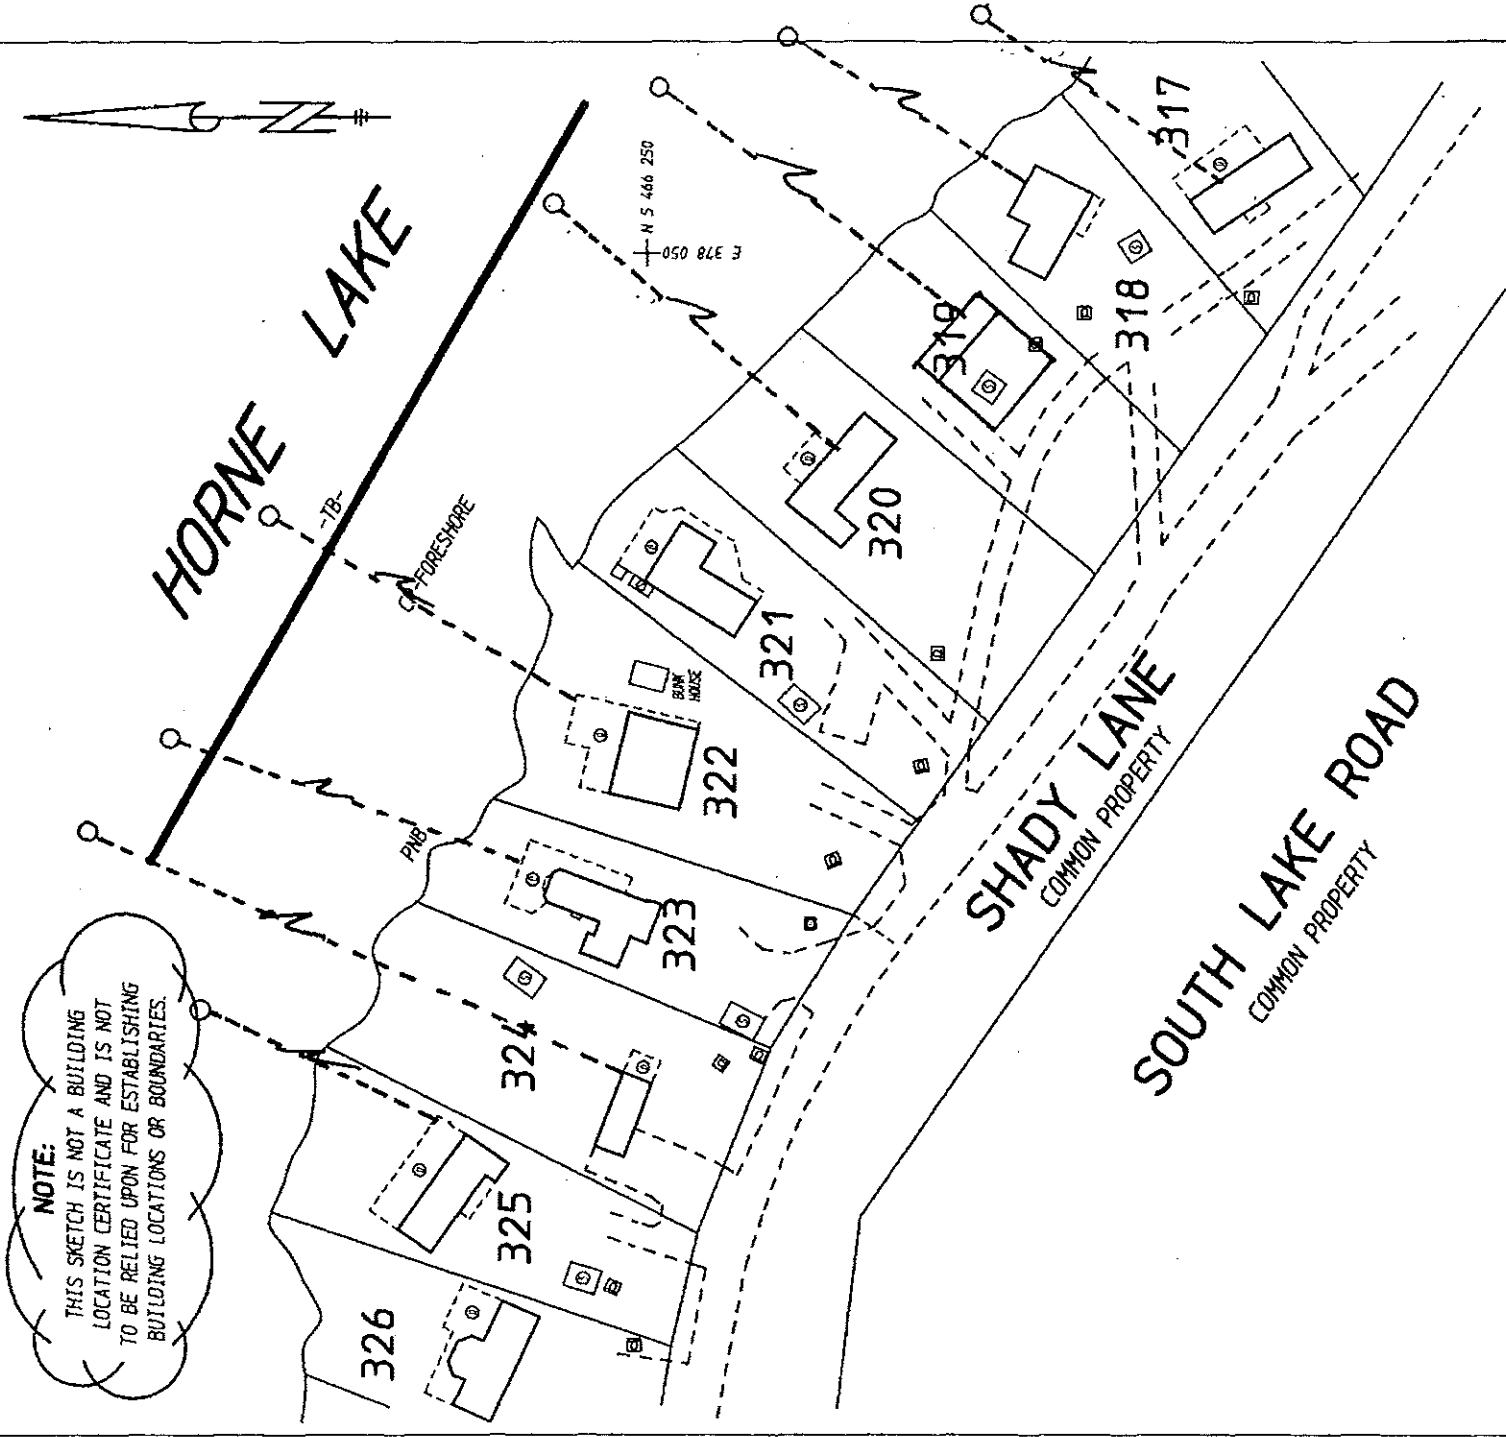 NOTE:
THIS SKETCH IS NOT A BUILDING
LOCATION CERTIFICATE AND IS NOT
TO BE RELIED UPON FOR ESTABLISHING
BUILDING LOCATIONS OR BOUNDARIES.
HORNE LAKE
-TB-
FORESHORE
PNB
N 5 466 250
E 378 050
317
318
319
320
321
BUNK
HOUSE
322
323
324
325
326
SHADY LANE
COMMON PROPERTY
SOUTH LAKE ROAD
COMMON PROPERTY